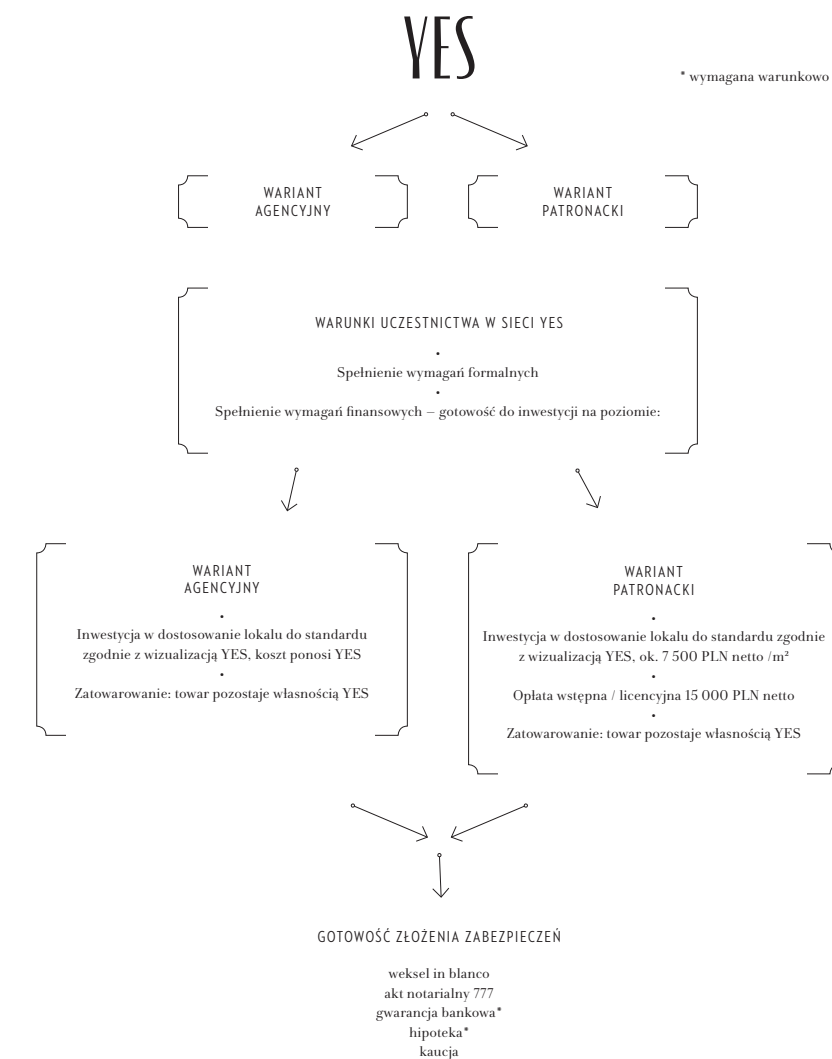 YES
* wymagana warunkowo
WARIANT
AGENCYJNY
WARIANT
PATRONACKI
WARUNKI UCZESTNICTWA W SIECI YES
•
Spełnienie wymagań formalnych
•
Spełnienie wymagań finansowych – gotowość do inwestycji na poziomie:
WARIANT
AGENCYJNY
•
Inwestycja w dostosowanie lokalu do standardu
zgodnie z wizualizacją YES, koszt ponosi YES
•
Zatowarowanie: towar pozostaje własnością YES
WARIANT
PATRONACKI
•
Inwestycja w dostosowanie lokalu do standardu zgodnie
z wizualizacją YES, ok. 7 500 PLN netto /m²
•
Opłata wstępna / licencyjna 15 000 PLN netto
•
Zatowarowanie: towar pozostaje własnością YES
GOTOWOŚĆ ZŁOŻENIA ZABEZPIECZEŃ
weksel in blanco
akt notarialny 777
gwarancja bankowa*
hipoteka*
kaucja